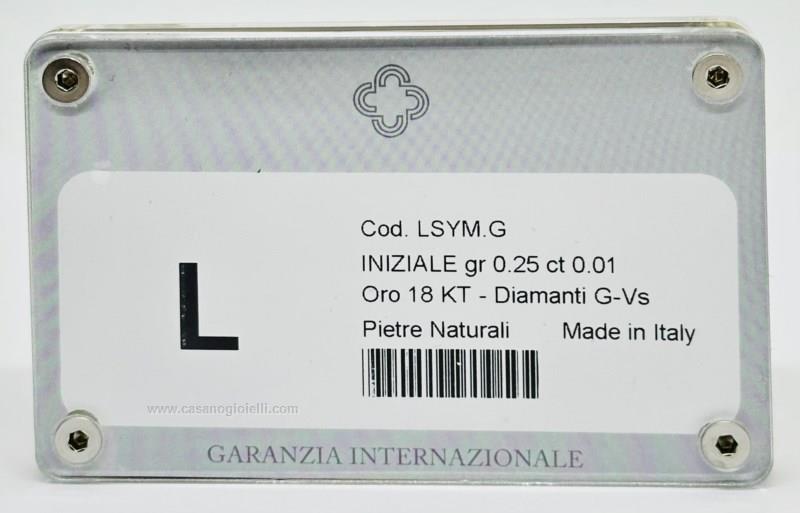 L
Cod. LSYM.G
INIZIALE gr 0.25 ct 0.01
Oro 18 KT - Diamanti G-Vs
Pietre Naturali Made in Italy
www.casanogioielli.com
GARANZIA INTERNAZIONALE